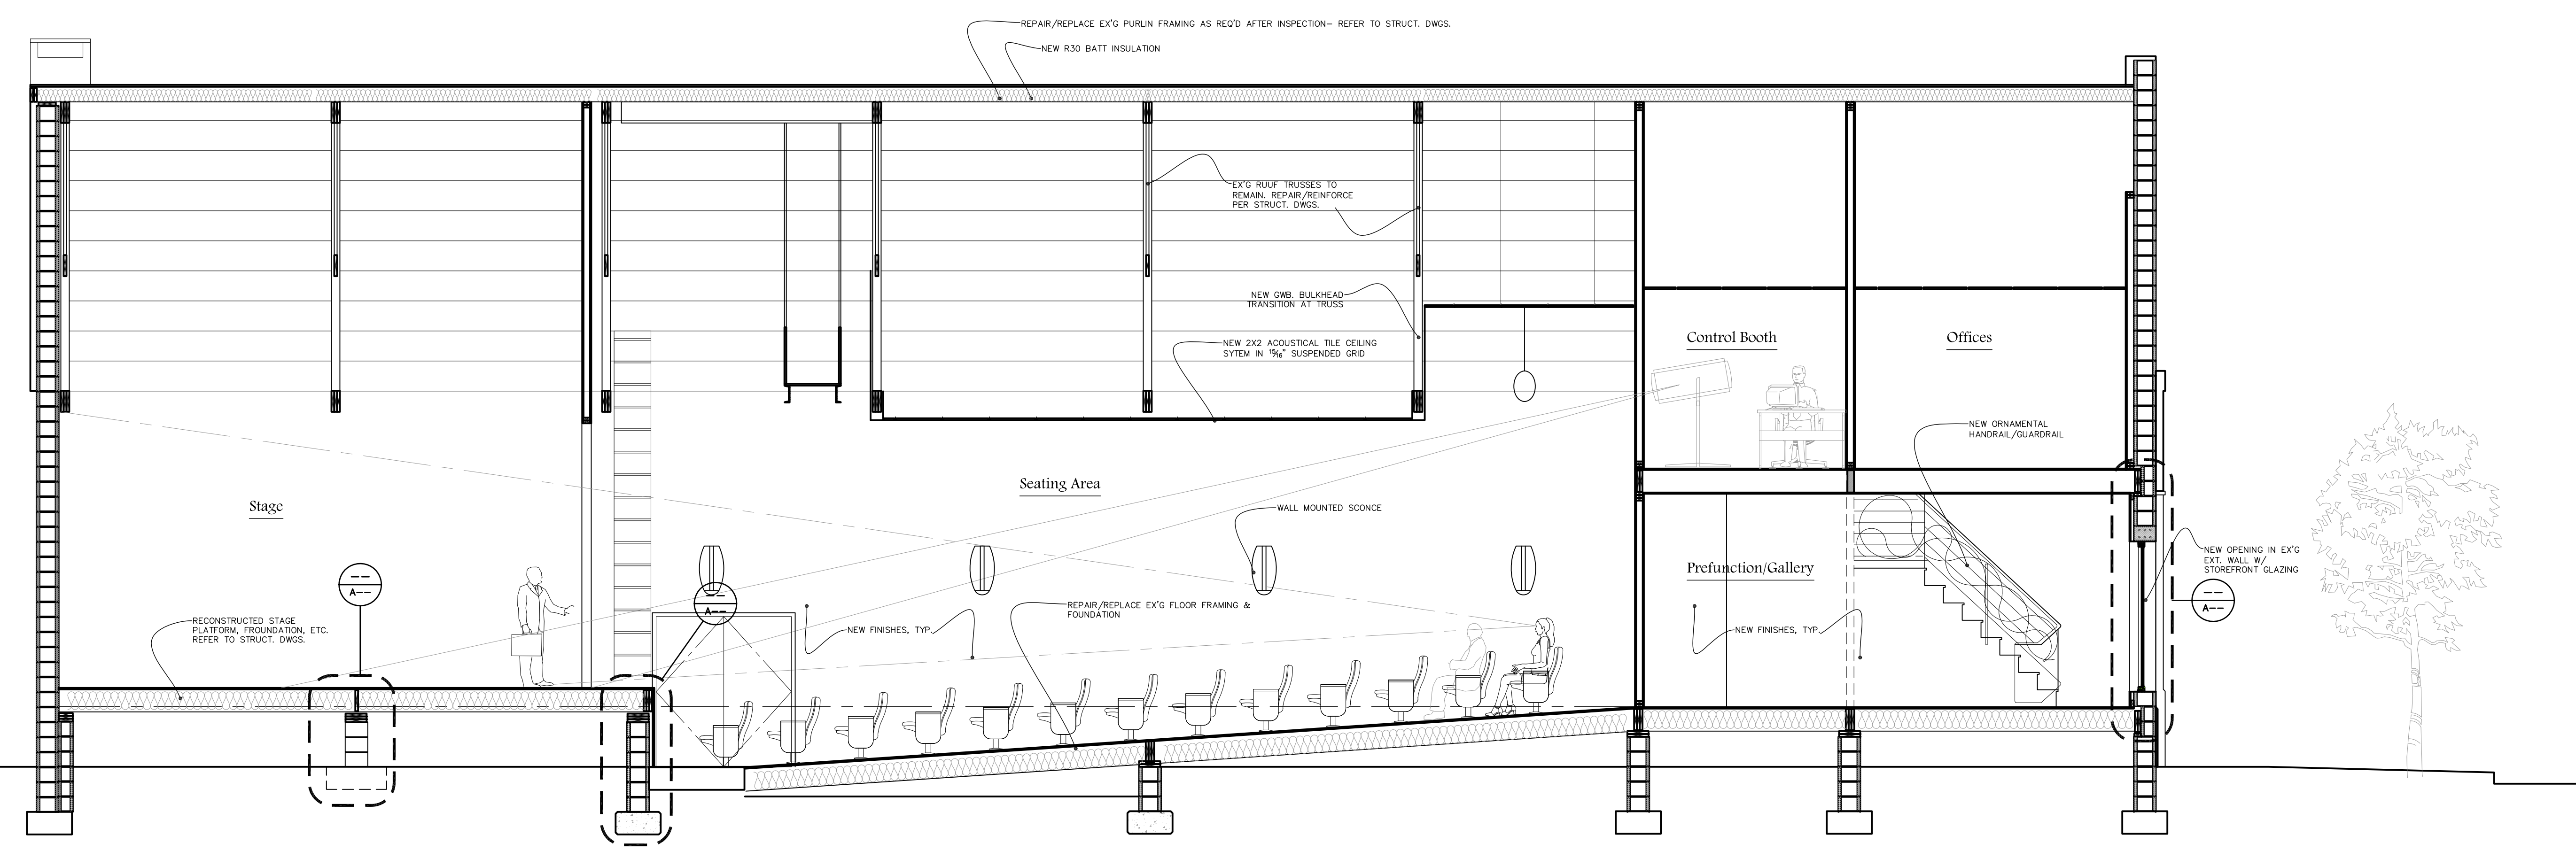 REPAIR/REPLACE EX'G PURLIN FRAMING AS REQ'D AFTER INSPECTION- REFER TO STRUCT. DWGS.
NEW R30 BATT INSULATION
EX'G RUUF TRUSSES TO
REMAIN. REPAIR/REINFORCE
PER STRUCT. DWGS.
NEW GWB. BULKHEAD
TRANSITION AT TRUSS
NEW 2X2 ACOUSTICAL TILE CEILING
SYTEM IN 15/16" SUSPENDED GRID
Control Booth
Offices
NEW ORNAMENTAL
HANDRAIL/GUARDRAIL
Seating Area
Stage
WALL MOUNTED SCONCE
NEW OPENING IN EX'G
EXT. WALL W/
STOREFRONT GLAZING
Prefunction/Gallery
--
A--
--
A--
--
A--
REPAIR/REPLACE EX'G FLOOR FRAMING &
FOUNDATION
RECONSTRUCTED STAGE
PLATFORM, FROUNDATION, ETC.
REFER TO STRUCT. DWGS.
NEW FINISHES, TYP.
NEW FINISHES, TYP.